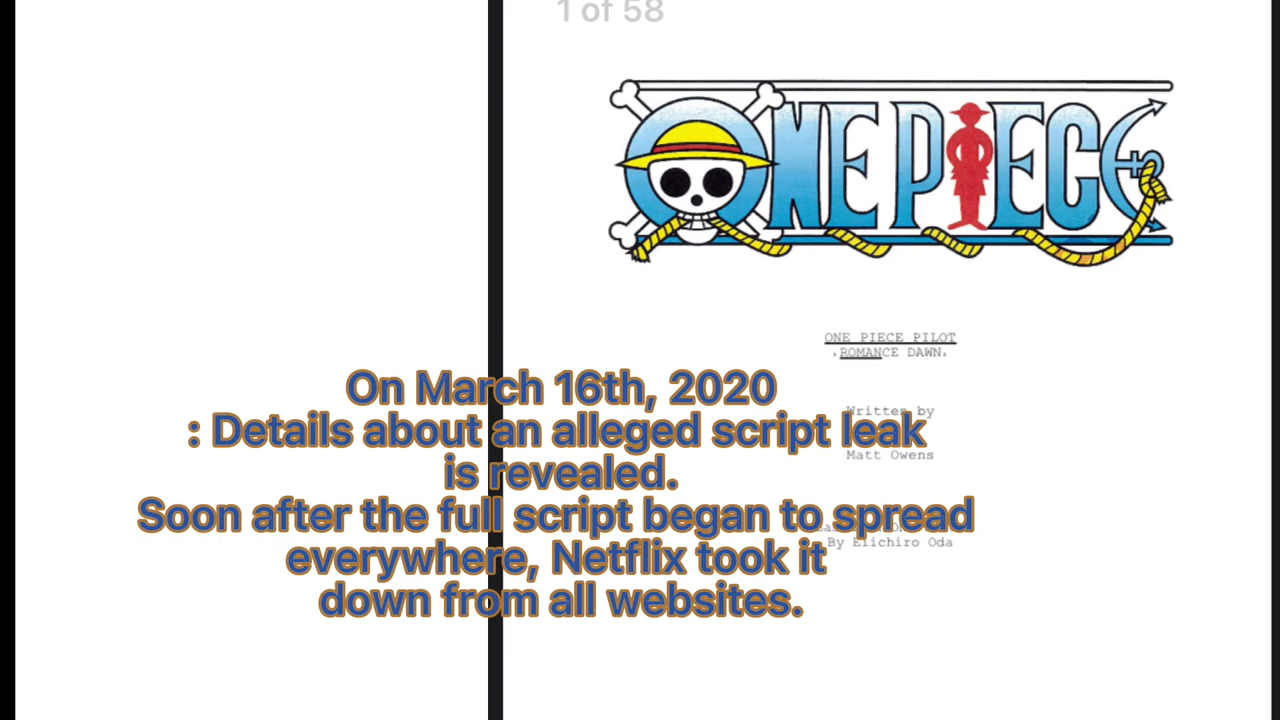 1 of 58
ONE PIECE
ONE PIECE PILOT
"ROMANCE DAWN"
Written by
Matt Owens
By Eiichiro Oda
On March 16th, 2020
: Details about an alleged script leak
is revealed.
Soon after the full script began to spread
everywhere, Netflix took it
down from all websites.